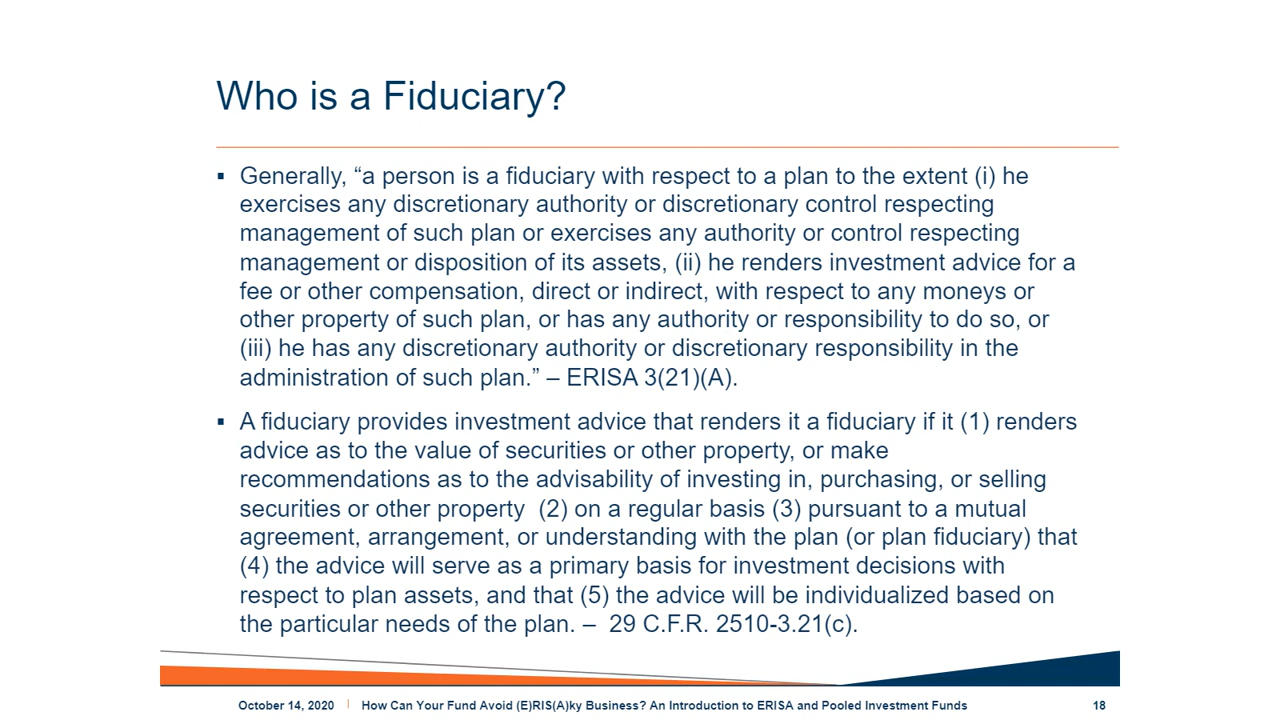 Who is a Fiduciary?
▪ Generally, “a person is a fiduciary with respect to a plan to the extent (i) he
exercises any discretionary authority or discretionary control respecting
management of such plan or exercises any authority or control respecting
management or disposition of its assets, (ii) he renders investment advice for a
fee or other compensation, direct or indirect, with respect to any moneys or
other property of such plan, or has any authority or responsibility to do so, or
(iii) he has any discretionary authority or discretionary responsibility in the
administration of such plan.” – ERISA 3(21)(A).
▪ A fiduciary provides investment advice that renders it a fiduciary if it (1) renders
advice as to the value of securities or other property, or make
recommendations as to the advisability of investing in, purchasing, or selling
securities or other property  (2) on a regular basis (3) pursuant to a mutual
agreement, arrangement, or understanding with the plan (or plan fiduciary) that
(4) the advice will serve as a primary basis for investment decisions with
respect to plan assets, and that (5) the advice will be individualized based on
the particular needs of the plan. –  29 C.F.R. 2510-3.21(c).
October 14, 2020 | How Can Your Fund Avoid (E)RIS(A)ky Business? An Introduction to ERISA and Pooled Investment Funds 18